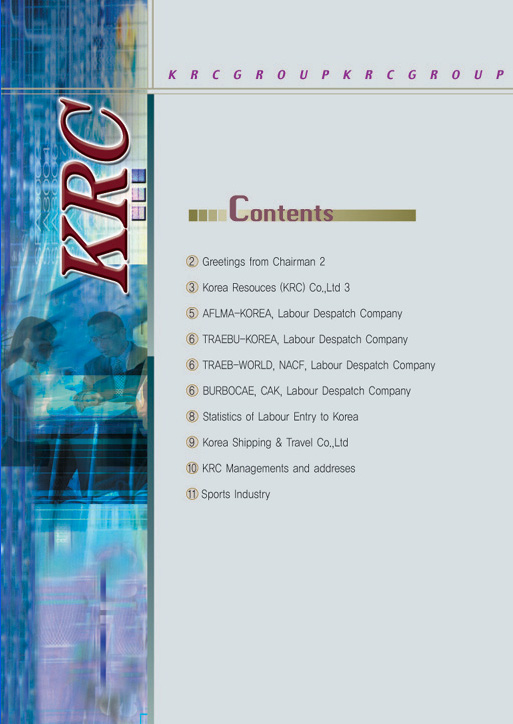 K R C G R O U P K R C G R O U P
KRC
Contents
② Greetings from Chairman 2
③ Korea Resouces (KRC) Co.,Ltd 3
⑤ AFLMA-KOREA, Labour Despatch Company
⑥ TRAEBU-KOREA, Labour Despatch Company
⑥ TRAEB-WORLD, NACF, Labour Despatch Company
⑥ BURBOCAE, CAK, Labour Despatch Company
⑧ Statistics of Labour Entry to Korea
⑨ Korea Shipping & Travel Co.,Ltd
⑩ KRC Managements and addreses
⑪ Sports Industry